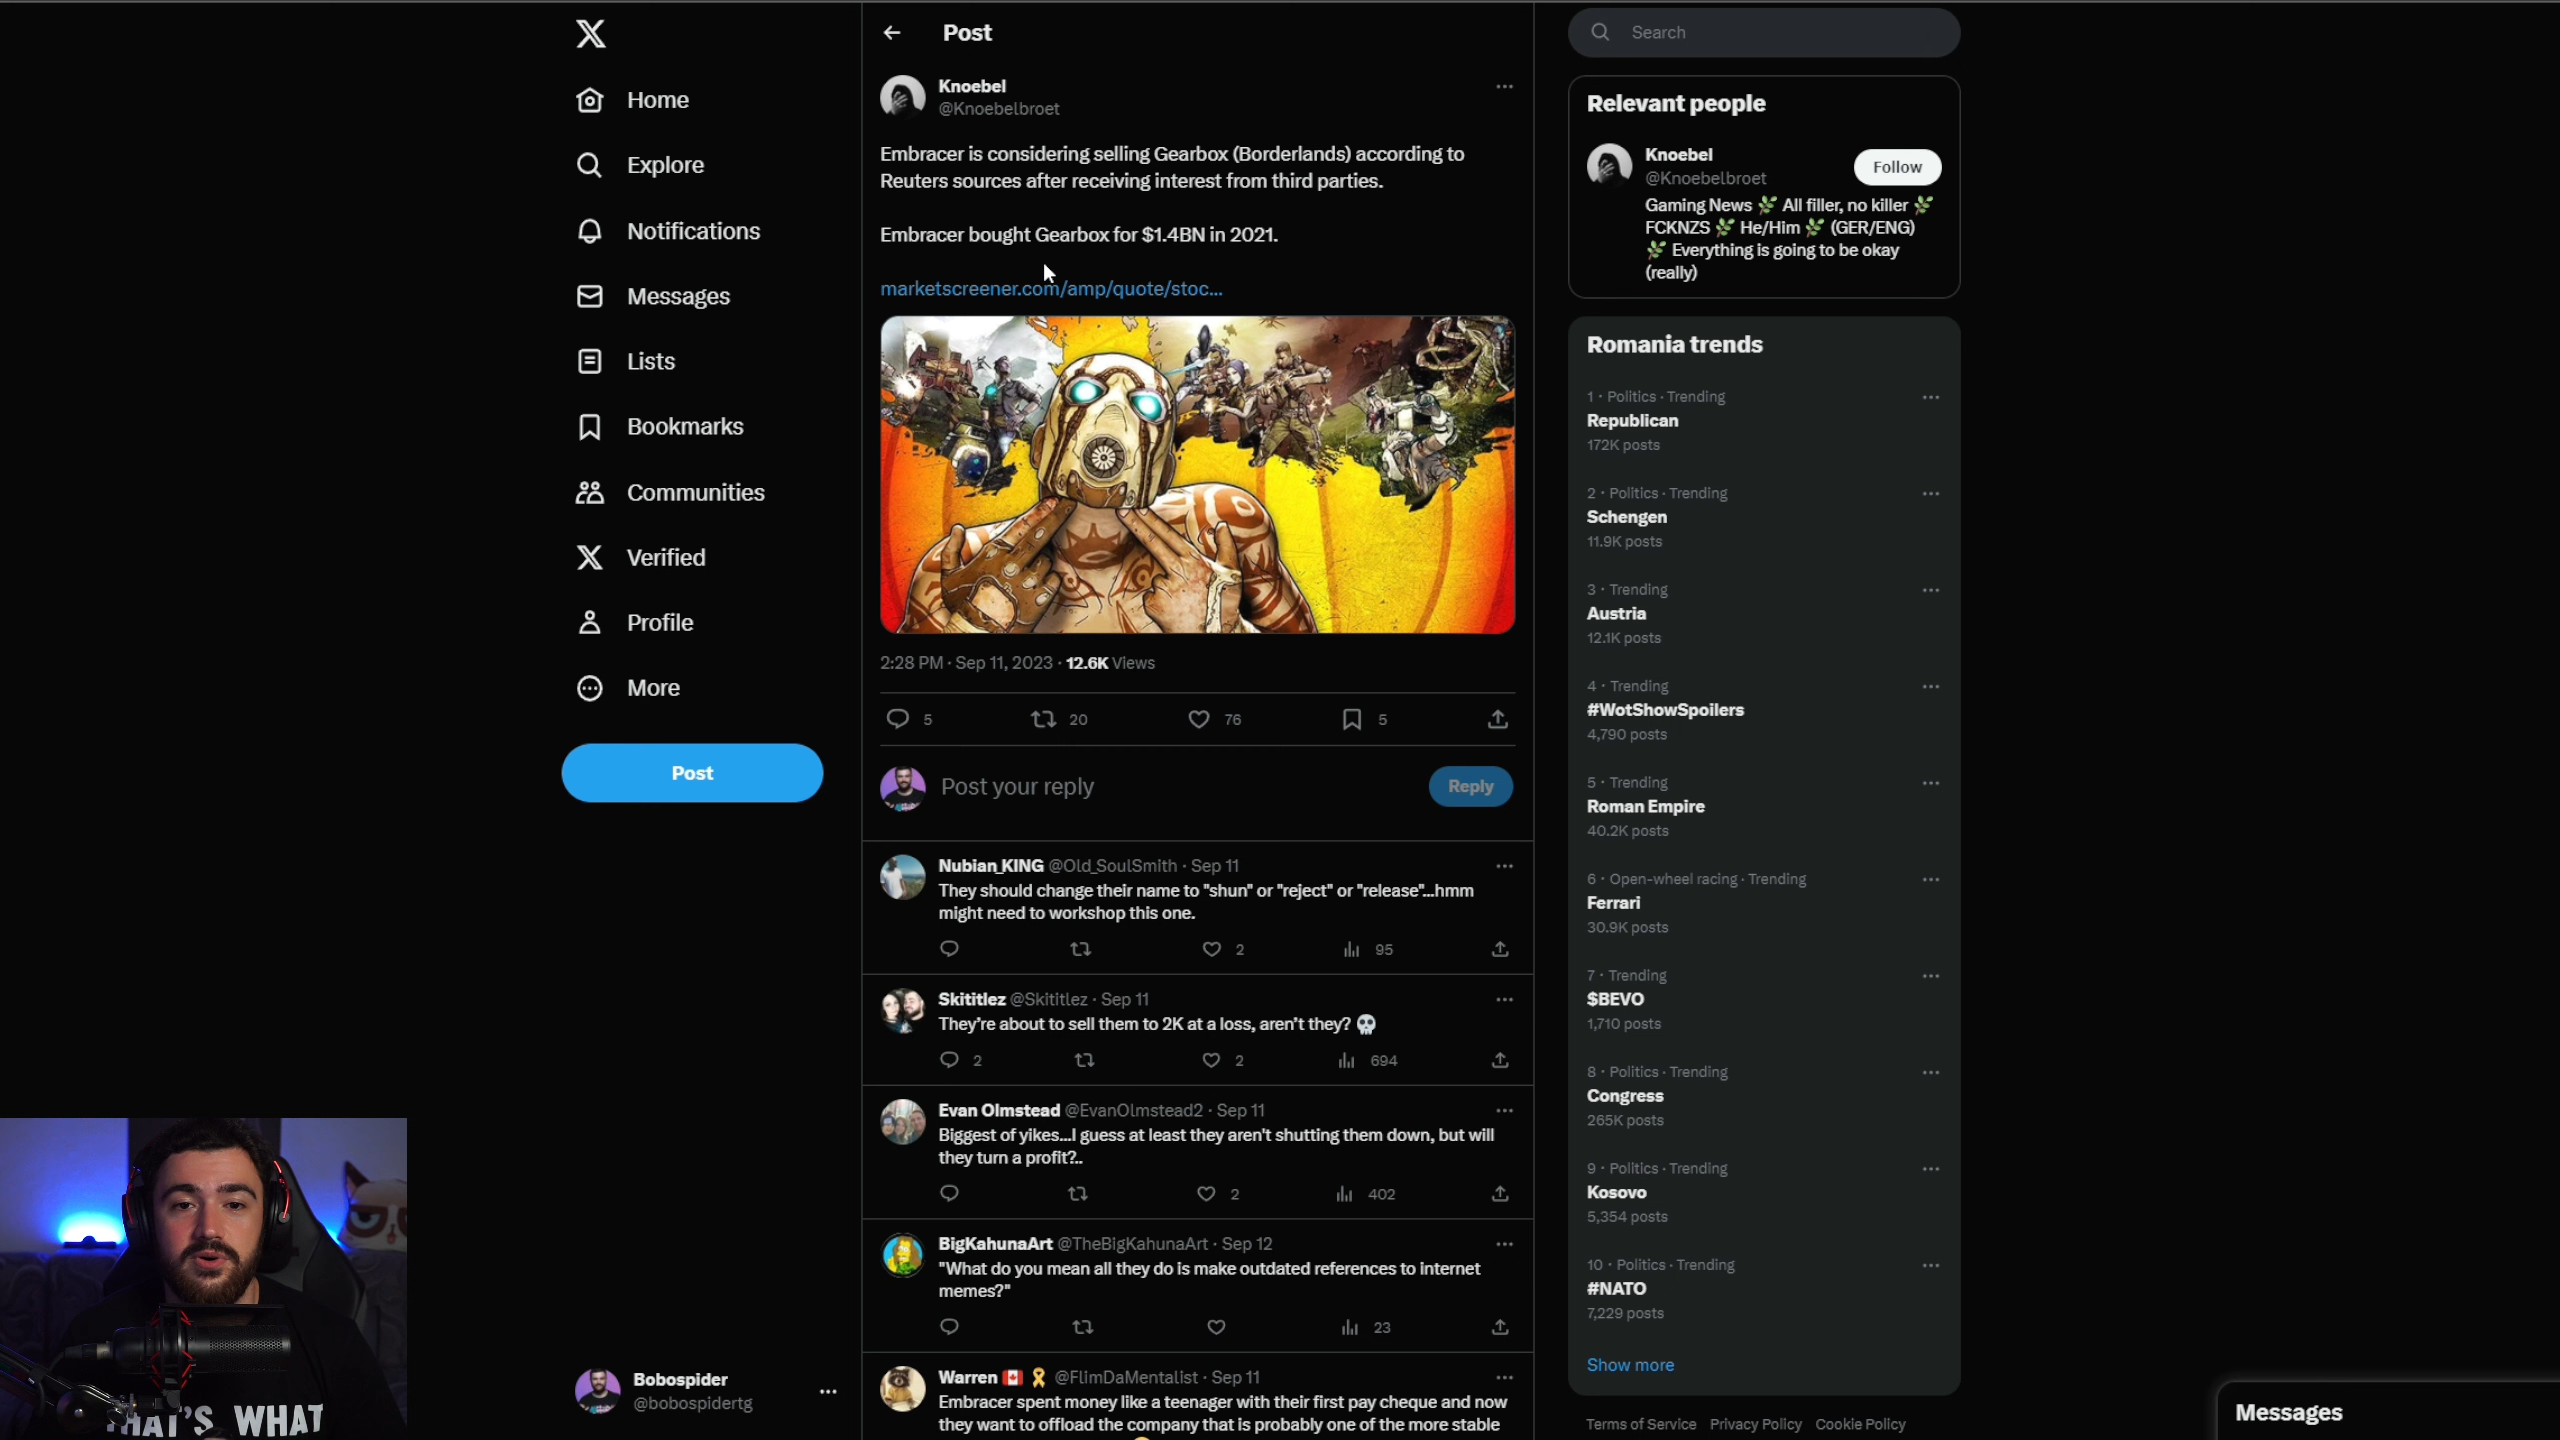 Home
Explore
Notifications
Messages
Lists
Bookmarks
Communities
Verified
Profile
More
Post
Bobospider
@bobospidertg
Post
Knoebel
@Knoebelbroet
Embracer is considering selling Gearbox (Borderlands) according to
Reuters sources after receiving interest from third parties.
Embracer bought Gearbox for $1.4BN in 2021.
marketscreener.com/amp/quote/stoc...
2:28 PM · Sep 11, 2023 · 12.6K Views
5 20 76 5
Post your reply
Reply
Nubian_KING @Old_SoulSmith · Sep 11
They should change their name to "shun" or "reject" or "release"...hmm
might need to workshop this one.
2 95
Skititlez @Skititlez · Sep 11
They're about to sell them to 2K at a loss, aren't they? 💀
2 2 694
Evan Olmstead @EvanOlmstead2 · Sep 11
Biggest of yikes...I guess at least they aren't shutting them down, but will
they turn a profit?..
2 402
BigKahunaArt @TheBigKahunaArt · Sep 12
"What do you mean all they do is make outdated references to internet
memes?"
23
Warren 🇨🇦 🎗️ @FlimDaMentalist · Sep 11
Embracer spent money like a teenager with their first pay cheque and now
they want to offload the company that is probably one of the more stable
Search
Relevant people
Knoebel
@Knoebelbroet
Follow
Gaming News 🌿 All filler, no killer 🌿
FCKNZS 🌿 He/Him 🌿 (GER/ENG)
🌿 Everything is going to be okay
(really)
Romania trends
1 · Politics · Trending
Republican
172K posts
2 · Politics · Trending
Schengen
11.9K posts
3 · Trending
Austria
12.1K posts
4 · Trending
#WotShowSpoilers
4,790 posts
5 · Trending
Roman Empire
40.2K posts
6 · Open-wheel racing · Trending
Ferrari
30.9K posts
7 · Trending
$BEVO
1,710 posts
8 · Politics · Trending
Congress
265K posts
9 · Politics · Trending
Kosovo
5,354 posts
10 · Politics · Trending
#NATO
7,229 posts
Show more
Terms of Service Privacy Policy Cookie Policy
Messages
THAT'S WHAT